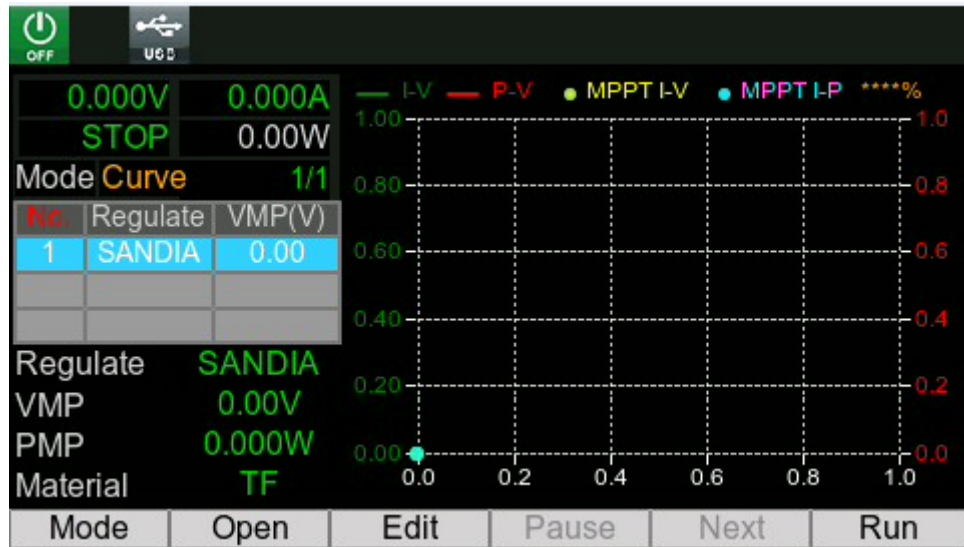 OFF USB
0.000V 0.000A
STOP 0.00W
Mode Curve 1/1
No. Regulate VMP(V)
1 SANDIA 0.00
Regulate SANDIA
VMP 0.00V
PMP 0.000W
Material TF
I-V P-V MPPT I-V MPPT I-P ****%
1.00 1.0
0.80 0.8
0.60 0.6
0.40 0.4
0.20 0.2
0.00 0.0
0.0 0.2 0.4 0.6 0.8 1.0
Mode Open Edit Pause Next Run